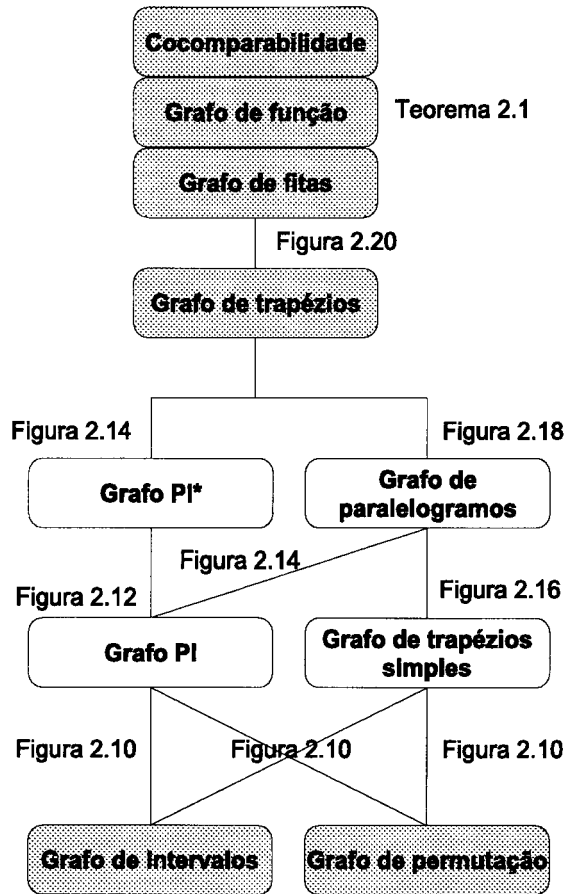 Cocomparabilidade
Grafo de função
Teorema 2.1
Grafo de fitas
Figura 2.20
Grafo de trapézios
Figura 2.14
Figura 2.18
Grafo PI*
Grafo de
paralelogramos
Figura 2.14
Figura 2.12
Figura 2.16
Grafo PI
Grafo de trapézios
simples
Figura 2.10
Figura 2.10
Figura 2.10
Grafo de intervalos
Grafo de permutação